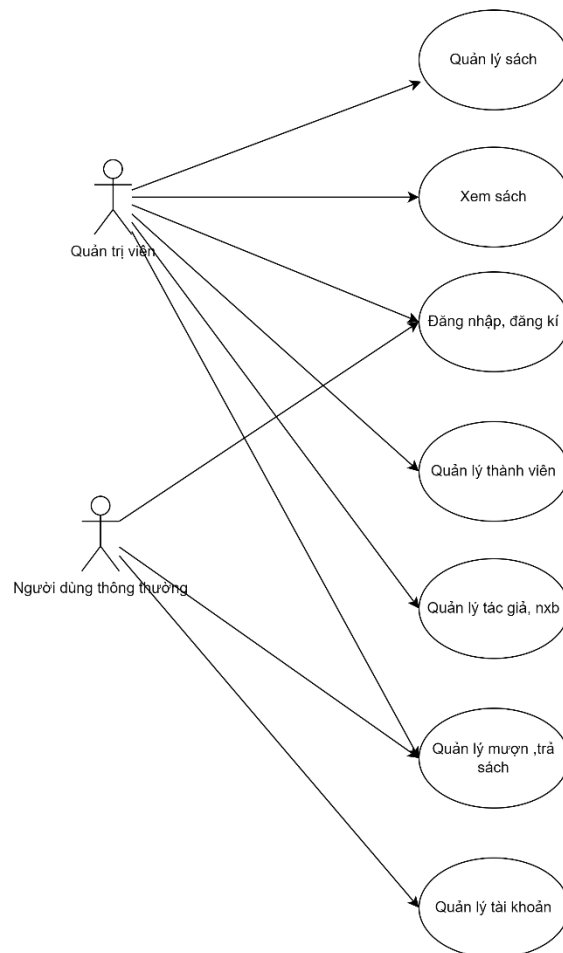 Quản lý sách
Xem sách
Quản trị viên
Đăng nhập, đăng kí
Quản lý thành viên
Người dùng thông thường
Quản lý tác giả, nxb
Quản lý mượn ,trả
sách
Quản lý tài khoản